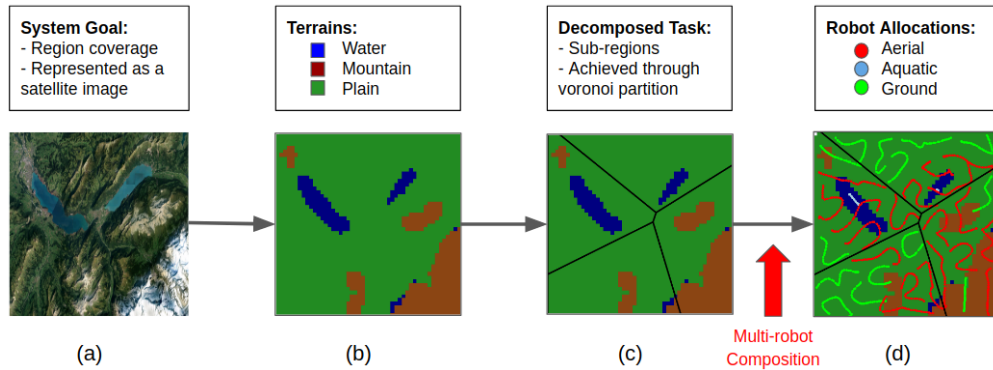 System Goal:
- Region coverage
- Represented as a
satellite image
Terrains:
Water
Mountain
Plain
Decomposed Task:
- Sub-regions
- Achieved through
voronoi partition
Robot Allocations:
Aerial
Aquatic
Ground
Multi-robot
Composition
(a)
(b)
(c)
(d)